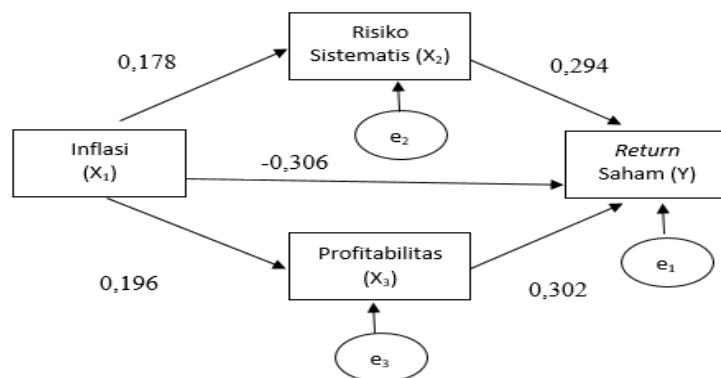 Risiko
Sistematis (X₂)
0,178
0,294
e₂
Inflasi
(X₁)
-0,306
Return
Saham (Y)
Profitabilitas
(X₃)
0,196
0,302
e₁
e₃